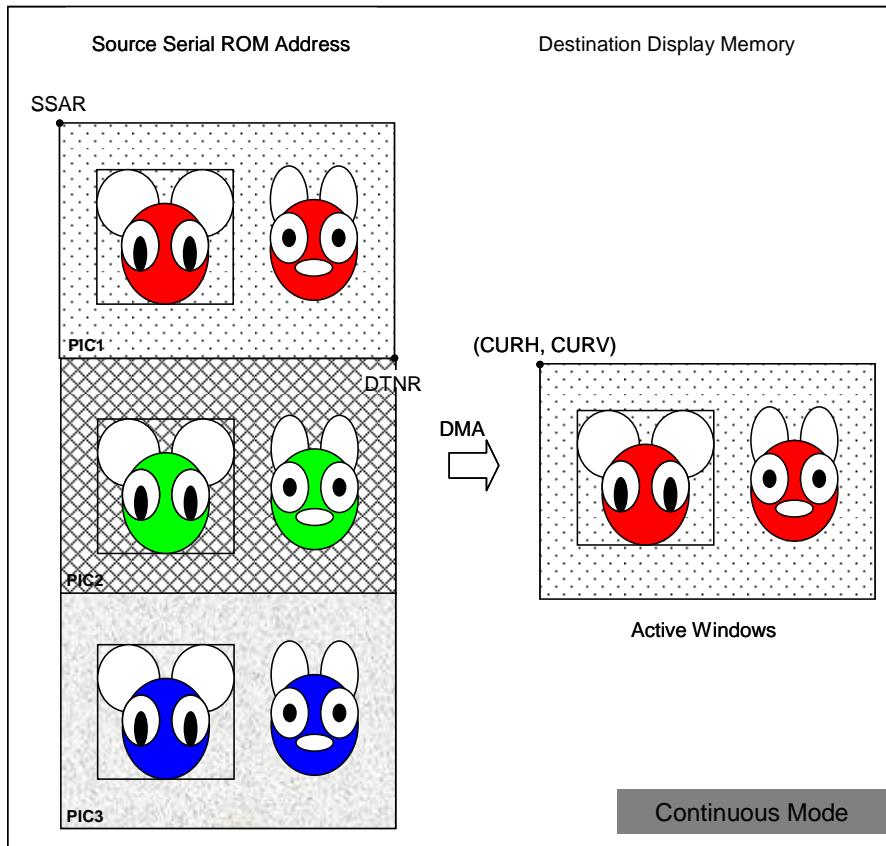 Source Serial ROM Address
Destination Display Memory
SSAR
PIC1
DTNR
PIC2
PIC3
DMA
(CURH, CURV)
Active Windows
Continuous Mode